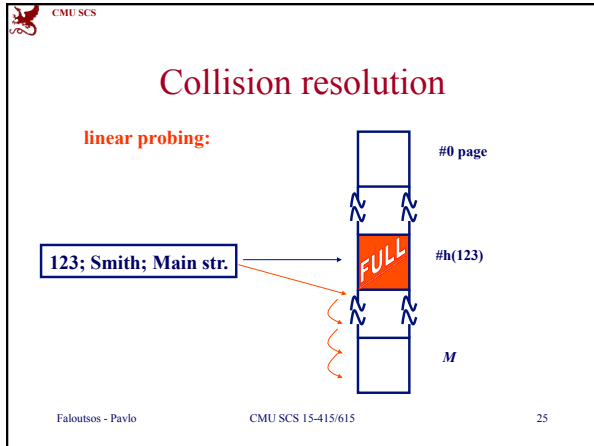 CMU SCS
Collision resolution
linear probing:
#0 page
FULL
#h(123)
123; Smith; Main str.
M
Faloutsos - Pavlo
CMU SCS 15-415/615
25